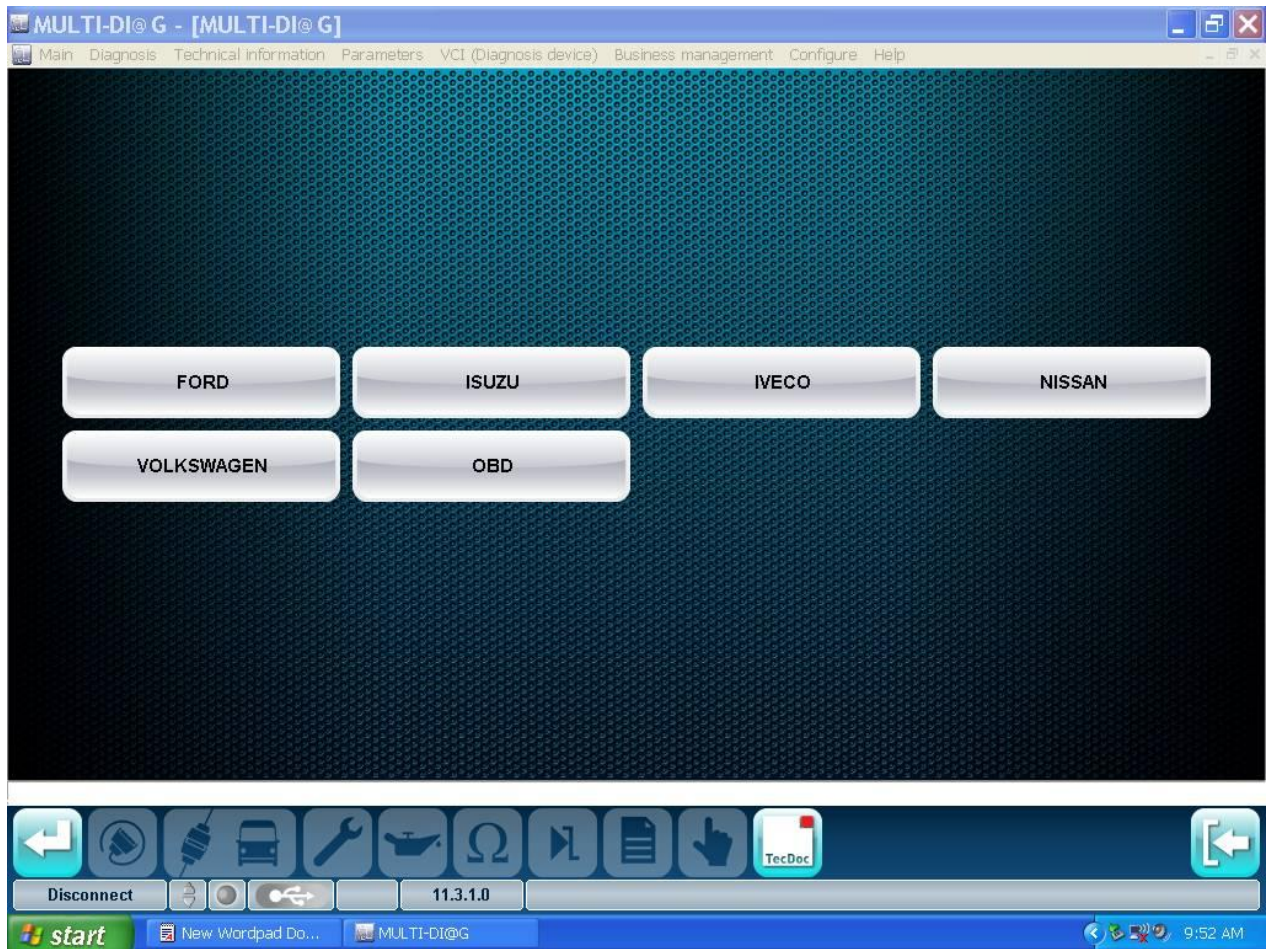 MULTI-DI@G - [MULTI-DI@G]
Main Diagnosis Technical information Parameters VCI (Diagnosis device) Business management Configure Help
FORD ISUZU IVECO NISSAN
VOLKSWAGEN OBD
Ω
TecDoc
Disconnect 11.3.1.0
start New Wordpad Do... MULTI-DI@G 9:52 AM